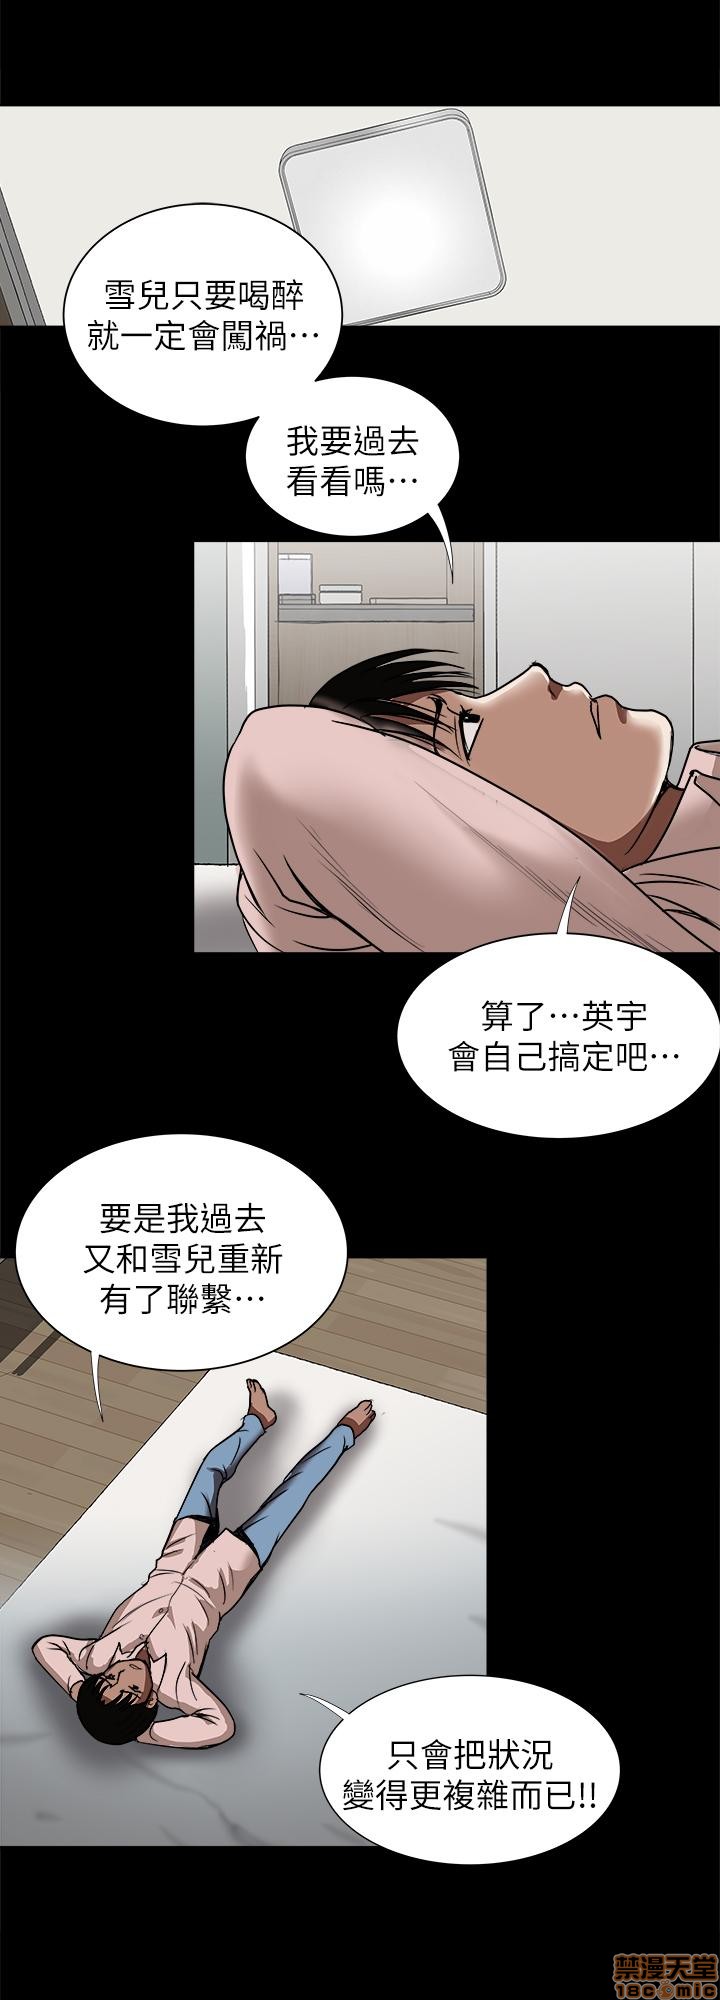 雪兒只要喝醉
就一定會闖禍⋯
我要過去
看看嗎⋯
算了⋯英宇
會自己搞定吧⋯
要是我過去
又和雪兒重新
有了聯繫⋯
只會把狀況
變得更複雜而已!!
禁漫天堂
18comic